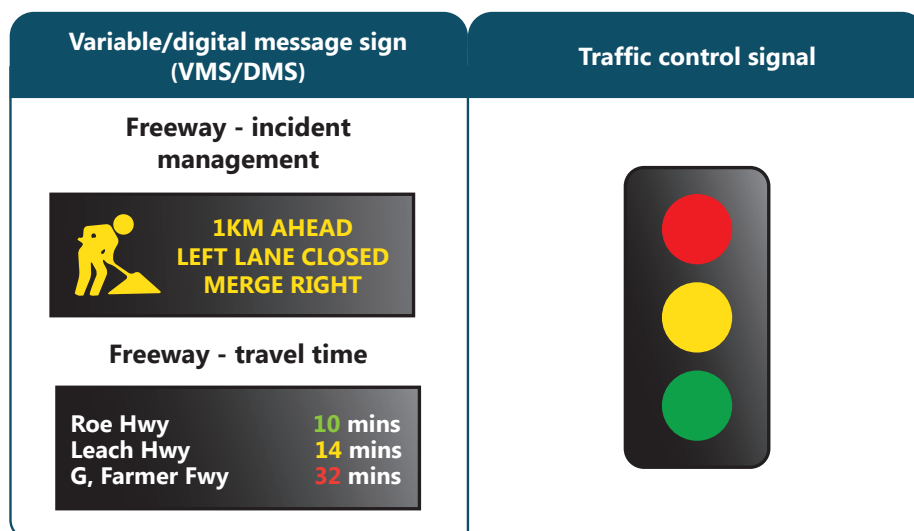 Variable/digital message sign
(VMS/DMS)
Traffic control signal
Freeway - incident
management
1KM AHEAD
LEFT LANE CLOSED
MERGE RIGHT
Freeway - travel time
Roe Hwy 10 mins
Leach Hwy 14 mins
G, Farmer Fwy 32 mins